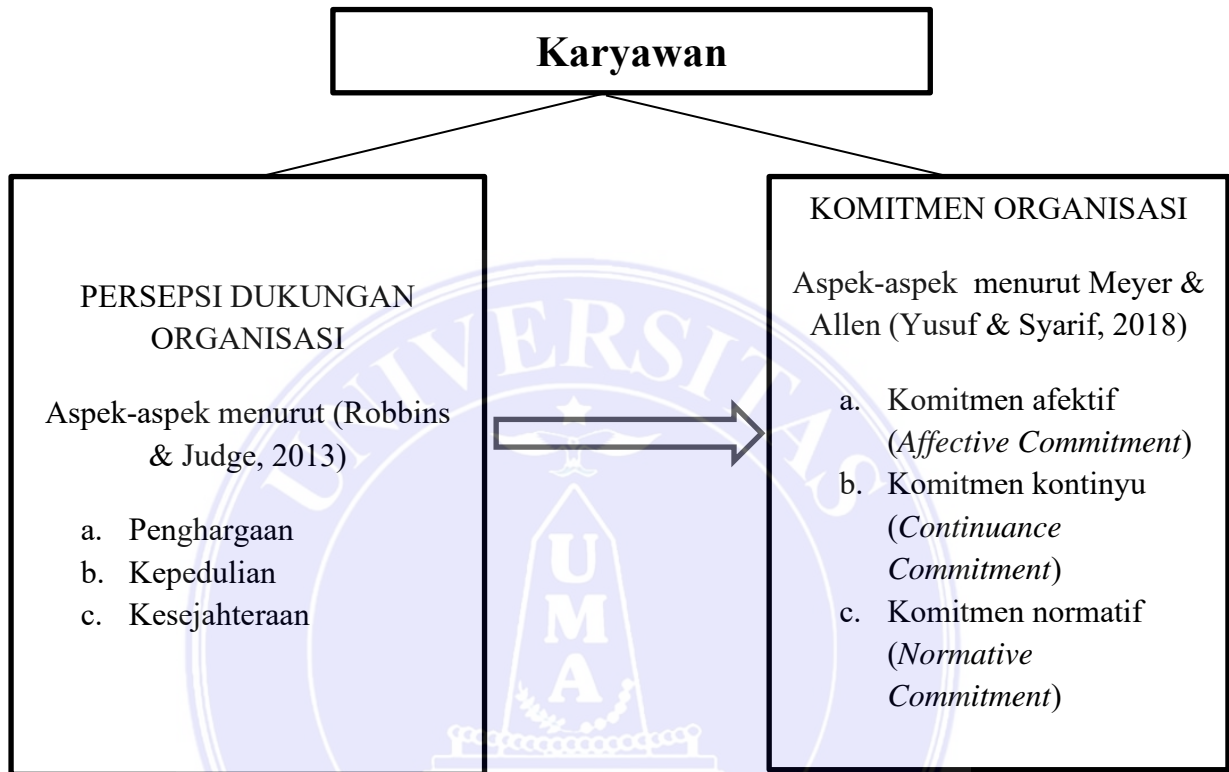 Karyawan
PERSEPSI DUKUNGAN
ORGANISASI
Aspek-aspek menurut (Robbins
& Judge, 2013)
a. Penghargaan
b. Kepedulian
c. Kesejahteraan
KOMITMEN ORGANISASI
Aspek-aspek menurut Meyer &
Allen (Yusuf & Syarif, 2018)
a. Komitmen afektif
(Affective Commitment)
b. Komitmen kontinyu
(Continuance
Commitment)
c. Komitmen normatif
(Normative
Commitment)
UNIVERSITAS
U
M
A